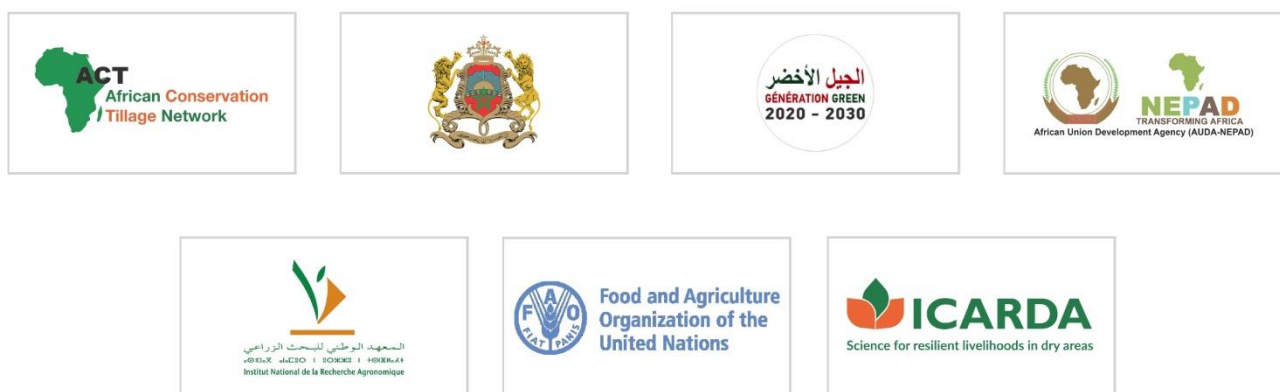 ACT
African Conservation
Tillage Network
الجيل الأخضر
GÉNÉRATION GREEN
2020 - 2030
NEPAD
TRANSFORMING AFRICA
African Union Development Agency (AUDA-NEPAD)
المعهد الوطني للبحث الزراعي
Institut National de la Recherche Agronomique
F A O
FIAT PANIS
Food and Agriculture
Organization of the
United Nations
ICARDA
Science for resilient livelihoods in dry areas